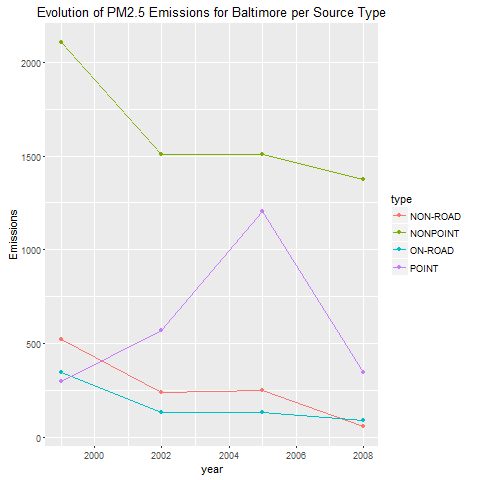 Evolution of PM2.5 Emissions for Baltimore per Source Type
2000
1500
1000
500
0
Emissions
2000 2002 2004 2006 2008
year
type
NON-ROAD
NONPOINT
ON-ROAD
POINT